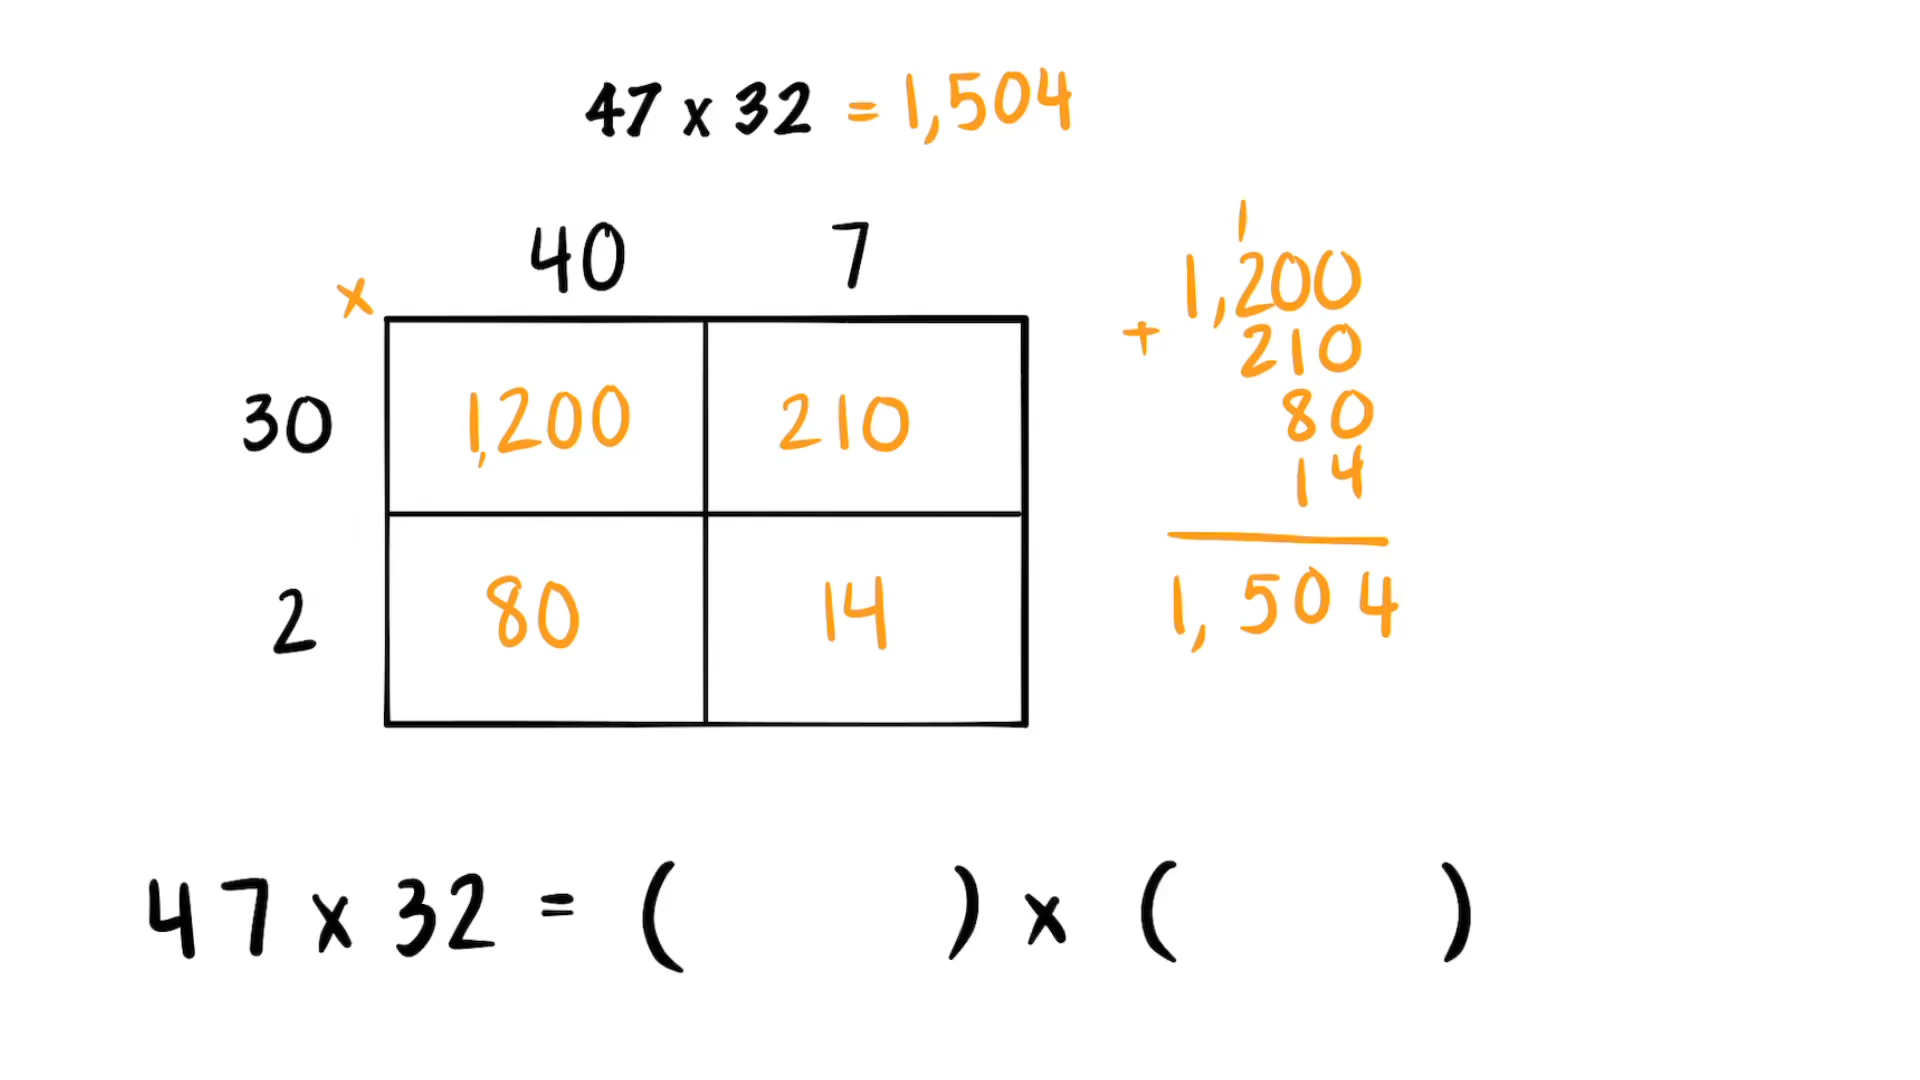 47 x 32 = 1,504
40 7
x
30 1,200 210
2 80 14
1
1,200
+ 210
80
14
1,504
47 x 32 = ( ) x ( )